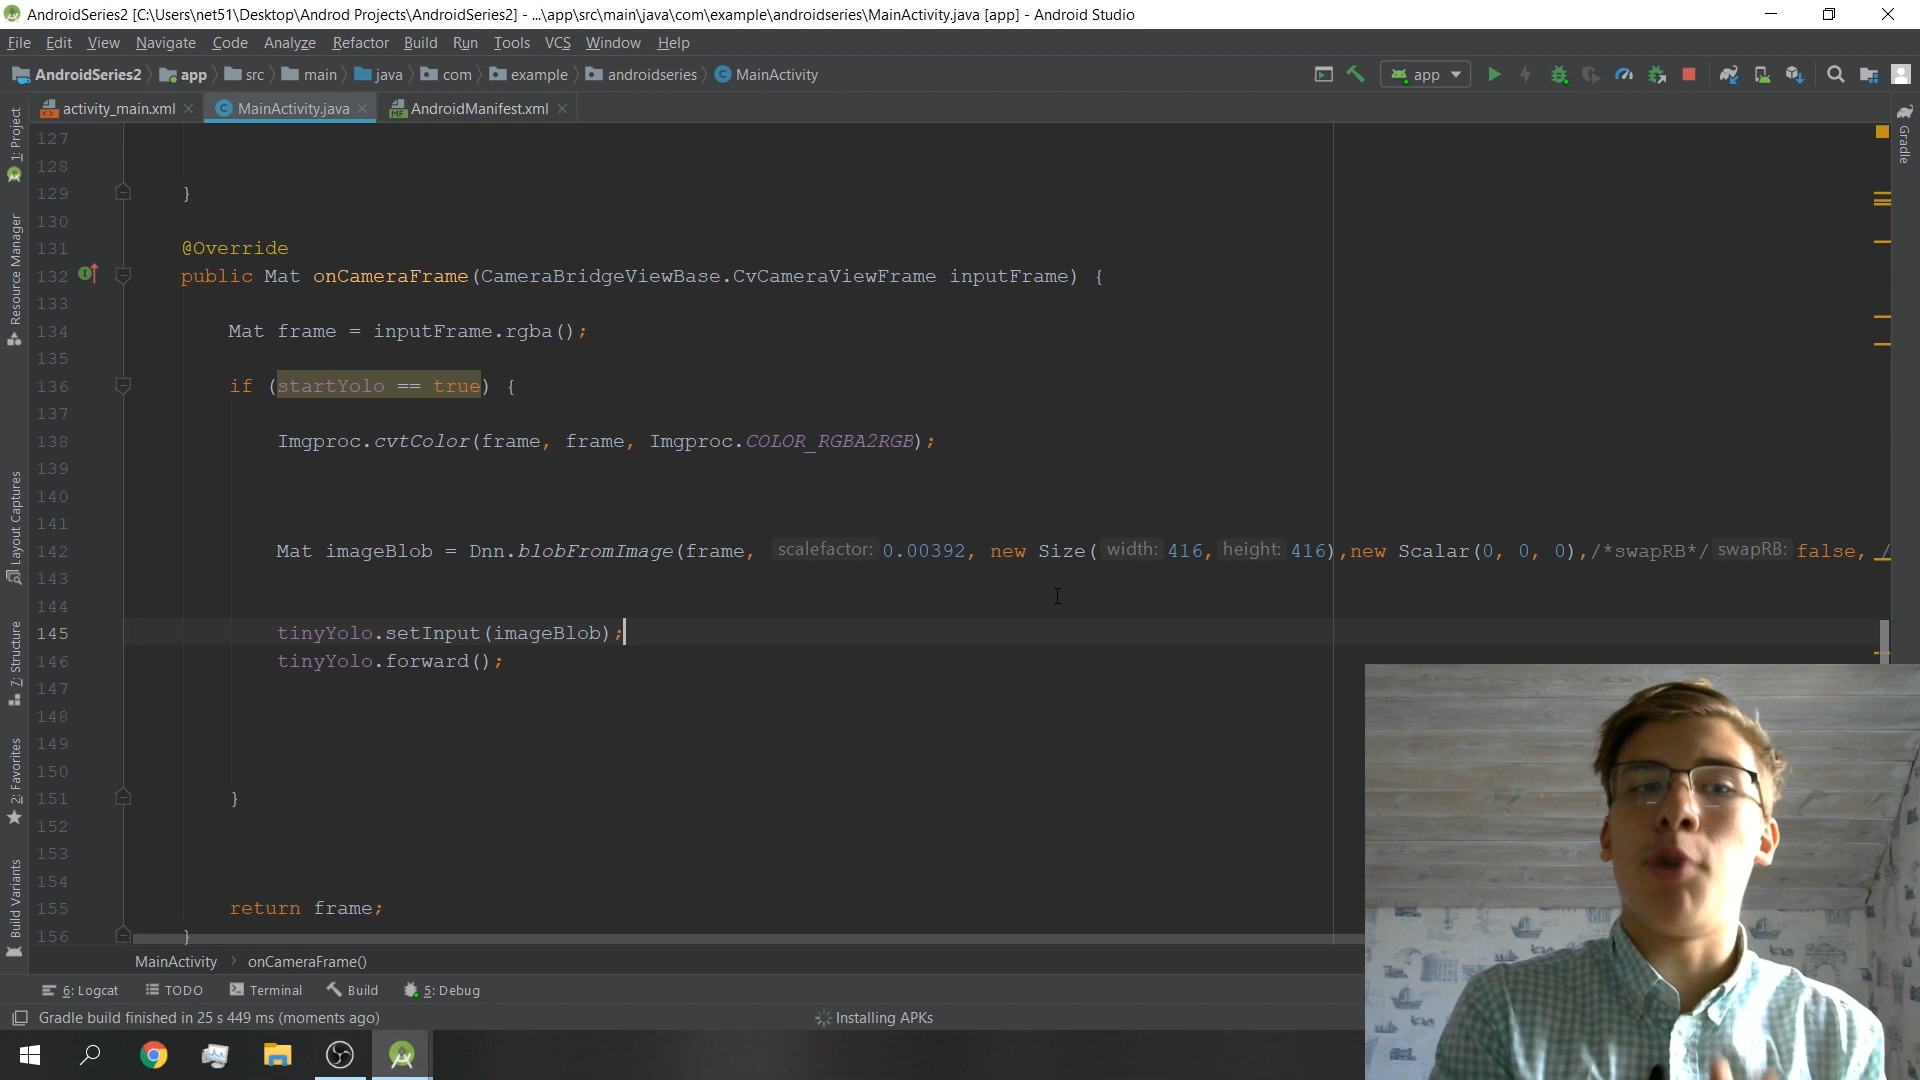 AndroidSeries2 [C:\Users\net51\Desktop\Androd Projects\AndroidSeries2] - ...\app\src\main\java\com\example\androidseries\MainActivity.java [app] - Android Studio
File Edit View Navigate Code Analyze Refactor Build Run Tools VCS Window Help
AndroidSeries2 app src main java com example androidseries MainActivity app
activity_main.xml MainActivity.java AndroidManifest.xml
1: Project
Resource Manager
Layout Captures
7: Structure
2: Favorites
Build Variants
Gradle
127
128
129 }
130
131 @Override
132 public Mat onCameraFrame(CameraBridgeViewBase.CvCameraViewFrame inputFrame) {
133
134 Mat frame = inputFrame.rgba();
135
136 if (startYolo == true) {
137
138 Imgproc.cvtColor(frame, frame, Imgproc.COLOR_RGBA2RGB);
139
140
141
142 Mat imageBlob = Dnn.blobFromImage(frame, scalefactor: 0.00392, new Size( width: 416, height: 416),new Scalar(0, 0, 0),/*swapRB*/ swapRB: false, /
143
144
145 tinyYolo.setInput(imageBlob);
146 tinyYolo.forward();
147
148
149
150
151 }
152
153
154
155 return frame;
156 }
MainActivity > onCameraFrame()
6: Logcat TODO Terminal Build 5: Debug
Gradle build finished in 25 s 449 ms (moments ago) Installing APKs